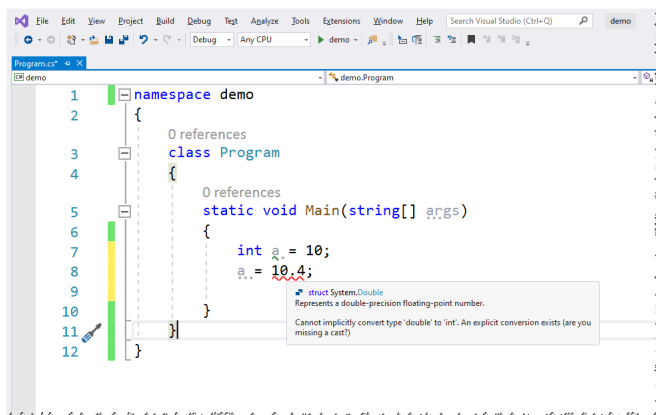 File Edit View Project Build Debug Test Analyze Tools Extensions Window Help Search Visual Studio (Ctrl+Q) demo
Debug Any CPU demo
Program.cs*
demo demo.Program
1 namespace demo
2 {
0 references
3 class Program
4 {
0 references
5 static void Main(string[] args)
6 {
7 int a = 10;
8 a = 10.4;
9
struct System.Double
Represents a double-precision floating-point number.
10 }
Cannot implicitly convert type 'double' to 'int'. An explicit conversion exists (are you
missing a cast?)
11 }
12 }